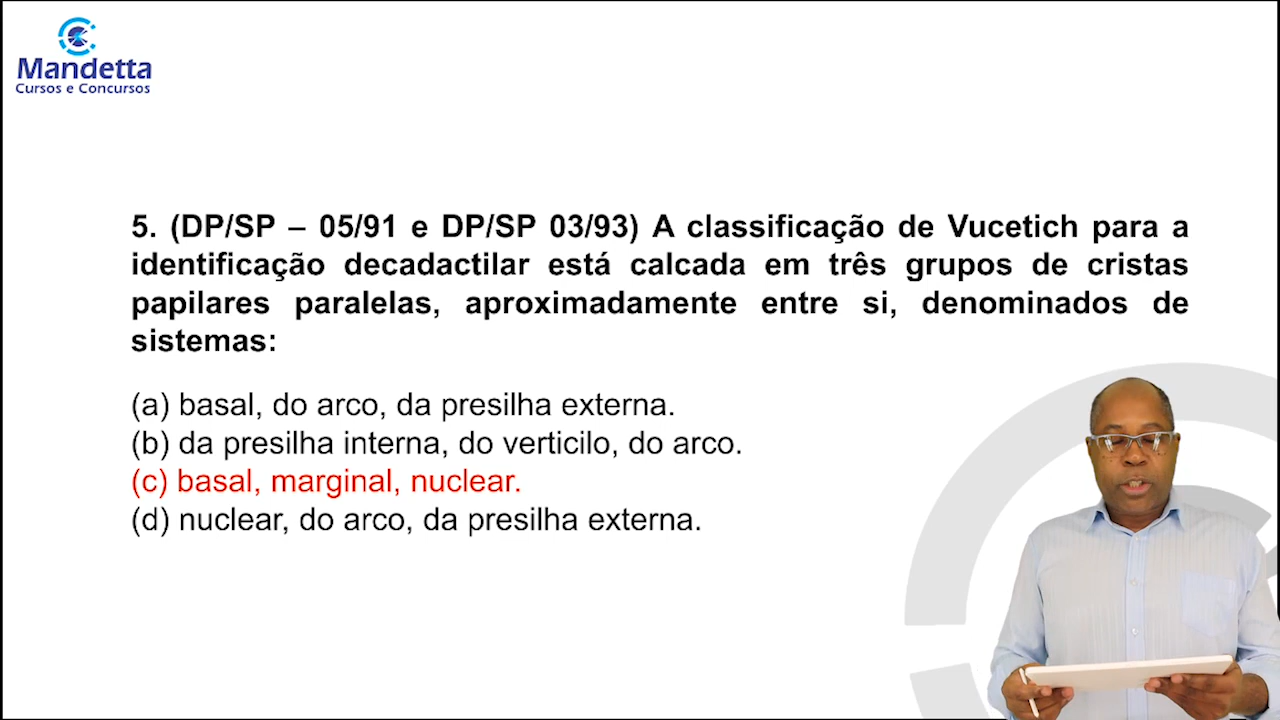 Mandetta
Cursos e Concursos
5. (DP/SP – 05/91 e DP/SP 03/93) A classificação de Vucetich para a
identificação decadactilar está calcada em três grupos de cristas
papilares paralelas, aproximadamente entre si, denominados de
sistemas:
(a) basal, do arco, da presilha externa.
(b) da presilha interna, do verticilo, do arco.
(c) basal, marginal, nuclear.
(d) nuclear, do arco, da presilha externa.